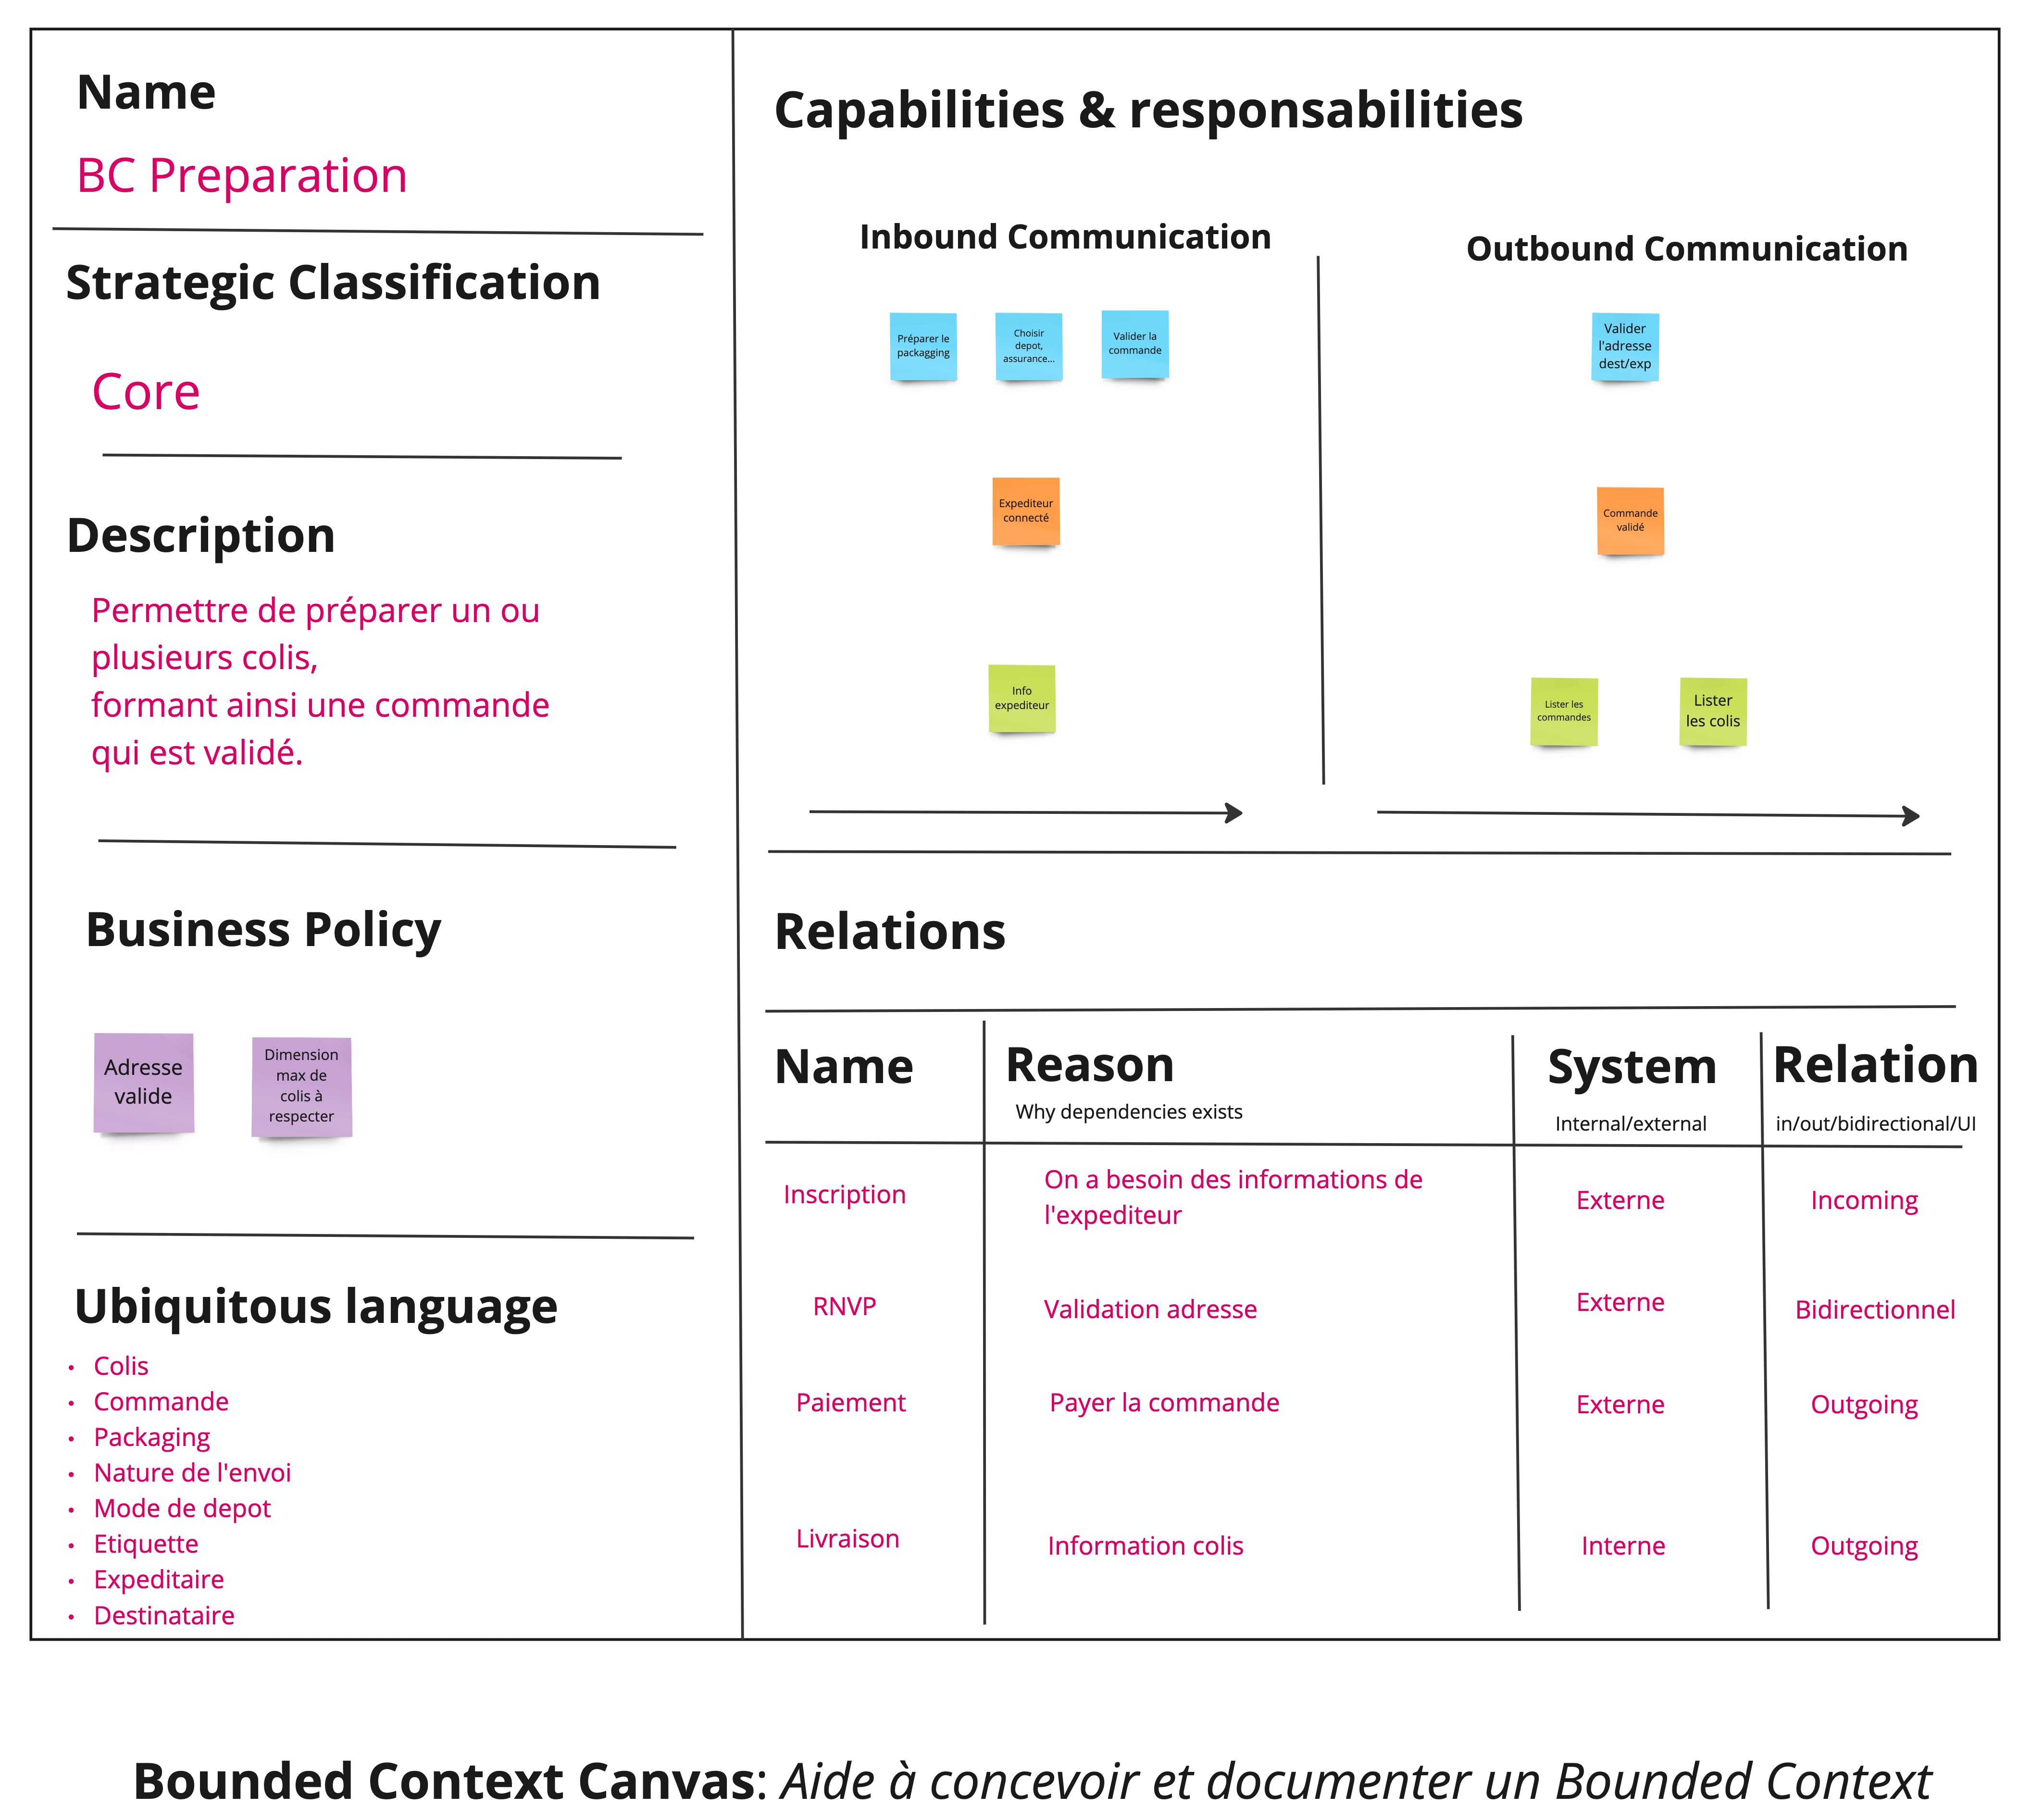 Name
BC Preparation
Strategic Classification
Core
Description
Permettre de préparer un ou
plusieurs colis,
formant ainsi une commande
qui est validé.
Business Policy
Adresse
valide
Dimension
max de
colis à
respecter
Ubiquitous language
• Colis
• Commande
• Packaging
• Nature de l'envoi
• Mode de depot
• Etiquette
• Expeditaire
• Destinataire
Capabilities & responsabilities
Inbound Communication
Préparer le
packagging
Choisir
depot,
assurance...
Valider la
commande
Expediteur
connecté
Info
expediteur
Outbound Communication
Valider
l'adresse
dest/exp
Commande
validé
Lister les
commandes
Lister
les colis
Relations
Name
Reason
Why dependencies exists
System
Internal/external
Relation
in/out/bidirectional/UI
Inscription
On a besoin des informations de
l'expediteur
Externe
Incoming
RNVP
Validation adresse
Externe
Bidirectionnel
Paiement
Payer la commande
Externe
Outgoing
Livraison
Information colis
Interne
Outgoing
Bounded Context Canvas: Aide à concevoir et documenter un Bounded Context